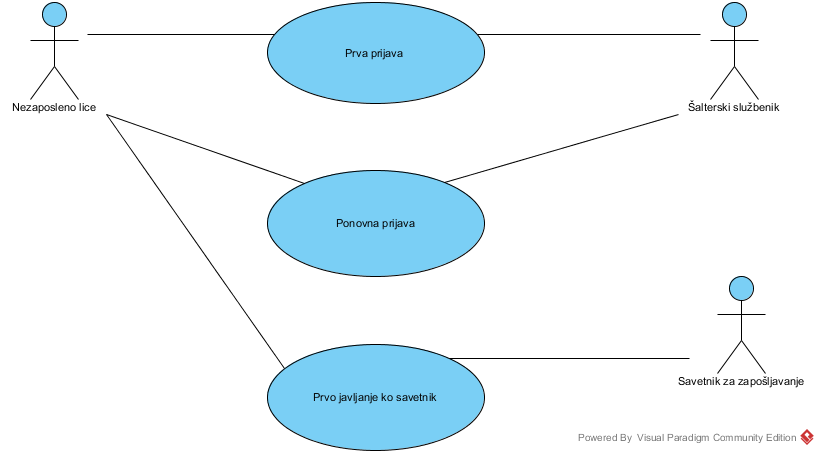 Prva prijava
Nezaposleno lice
Šalterski službenik
Ponovna prijava
Savetnik za zapošljavanje
Prvo javljanje ko savetnik
Powered By Visual Paradigm Community Edition